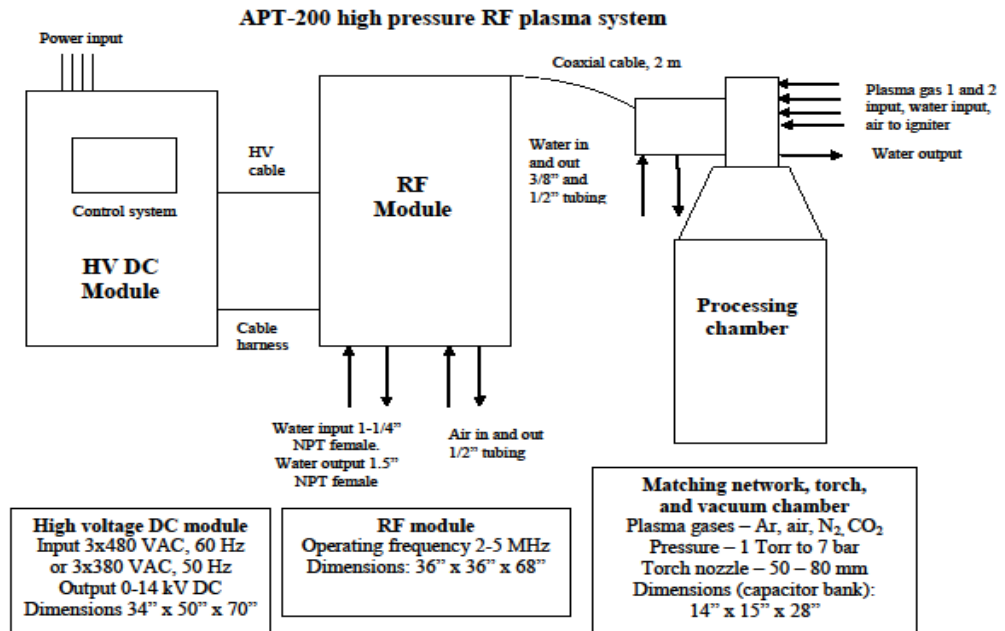 APT-200 high pressure RF plasma system
Power input
Coaxial cable, 2 m
Plasma gas 1 and 2
input, water input,
air to igniter
Water output
HV
cable
Water in
and out
3/8” and
1/2” tubing
RF
Module
Control system
HV DC
Module
Processing
chamber
Cable
harness
Water input 1-1/4”
NPT female.
Water output 1.5”
NPT female
Air in and out
1/2” tubing
High voltage DC module
Input 3x480 VAC, 60 Hz
or 3x380 VAC, 50 Hz
Output 0-14 kV DC
Dimensions 34” x 50” x 70”
RF module
Operating frequency 2-5 MHz
Dimensions: 36” x 36” x 68”
Matching network, torch,
and vacuum chamber
Plasma gases – Ar, air, N2, CO2
Pressure – 1 Torr to 7 bar
Torch nozzle – 50 – 80 mm
Dimensions (capacitor bank):
14” x 15” x 28”